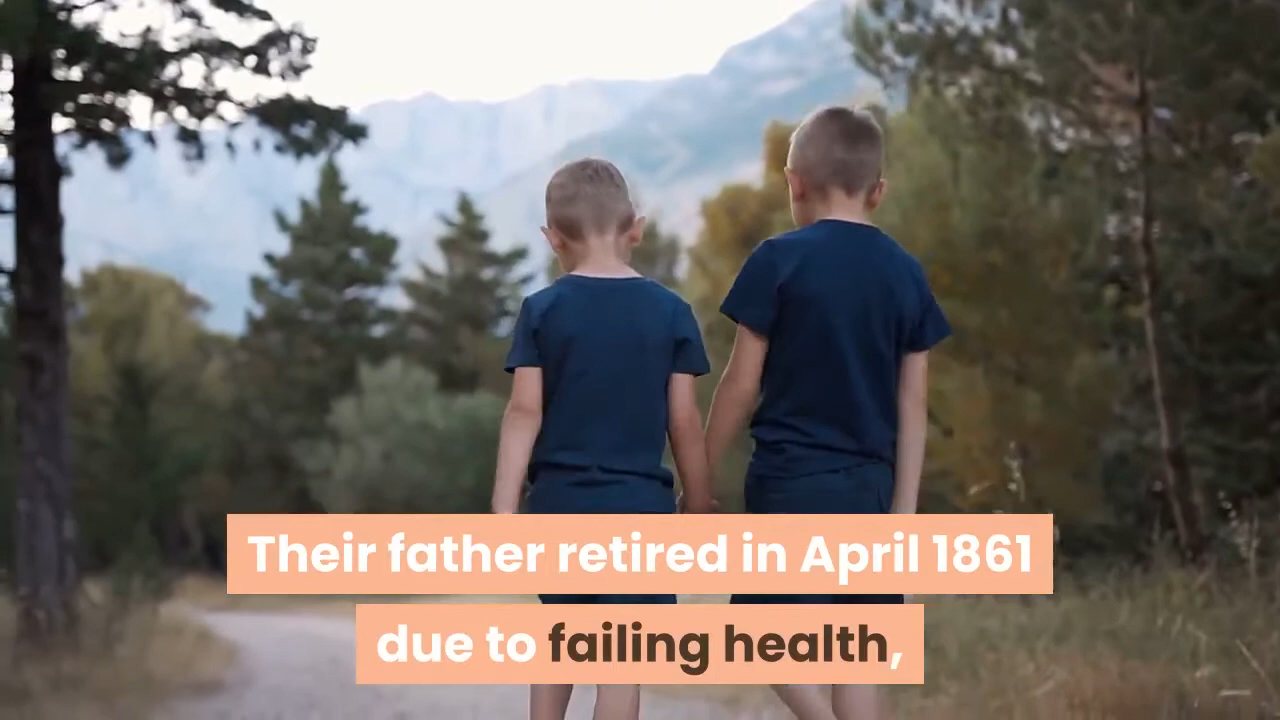 Their father retired in April 1861
due to failing health,